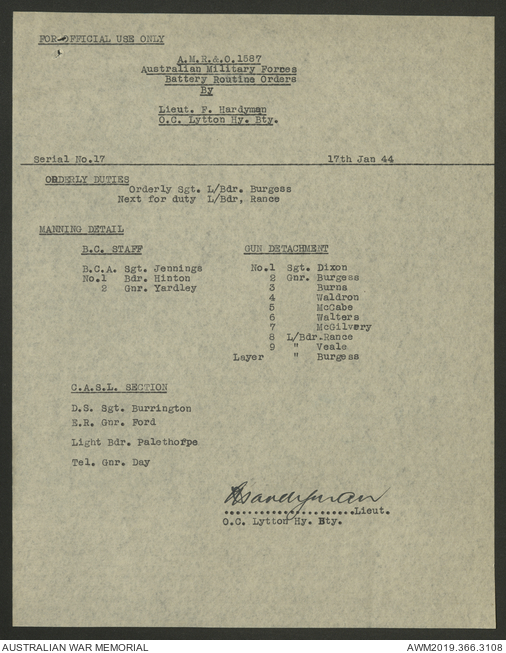 FOR OFFICIAL USE ONLY
A.M.R.&.O.1587
Australian Military Forces
Battery Routine Orders
By
Lieut. F. Hardyman
O.C. Lytton Hy. Bty.
Serial No.17 17th Jan 44
ORDERLY DUTIES
Orderly Sgt. L/Bdr. Burgess
Next for duty L/Bdr, Rance
MANNING DETAIL
B.C. STAFF GUN DETACHMENT
B.C.A. Sgt. Jennings No.1 Sgt. Dixon
No.1 Bdr. Hinton 2 Gnr. Burgess
2 Gnr. Yardley 3 Burns
4 Waldron
5 McCabe
6 Walters
7 McGilvery
8 L/Bdr.Rance
9 " Veale
Layer " Burgess
C.A.S.L. SECTION
D.S. Sgt. Burrington
E.R. Gnr. Ford
Light Bdr. Palethorpe
Tel. Gnr. Day
Hardyman
.....................Lieut.
O.C. Lytton Hy. Bty.
AUSTRALIAN WAR MEMORIAL AWM2019.366.3108